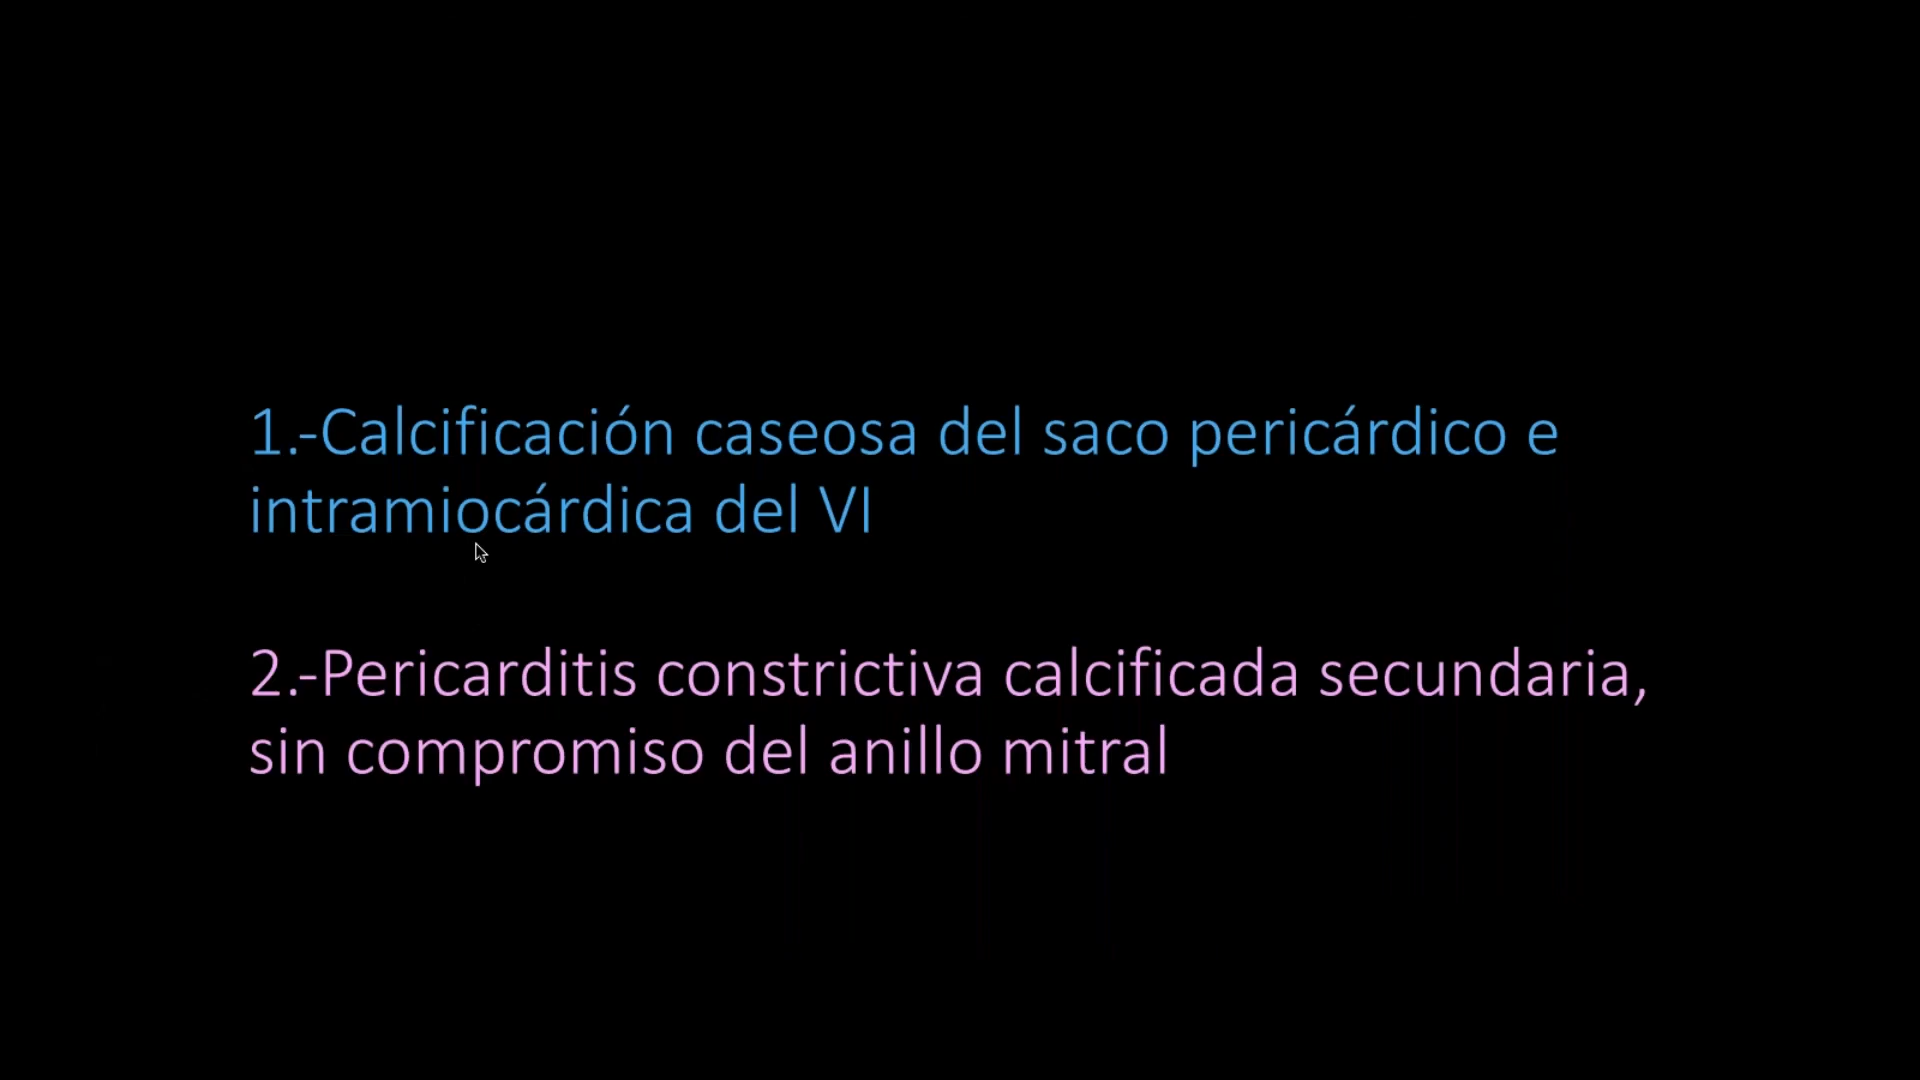 1.-Calcificación caseosa del saco pericárdico e
intramiocárdica del VI
2.-Pericarditis constrictiva calcificada secundaria,
sin compromiso del anillo mitral